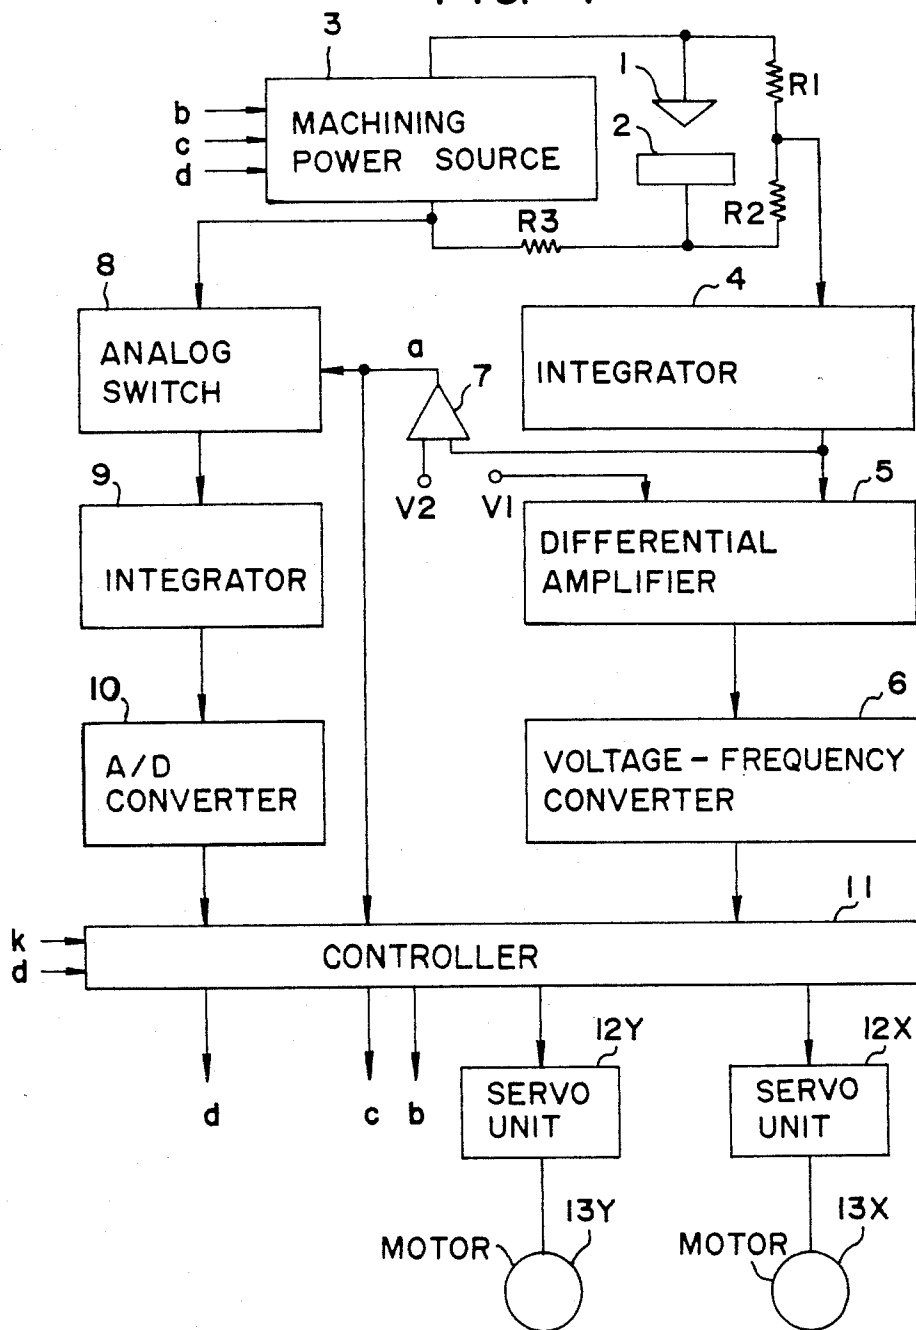 3
1
R1
b
c
d
MACHINING
POWER SOURCE
2
R2
R3
8
4
ANALOG
SWITCH
a
7
INTEGRATOR
9
V2
V1
5
INTEGRATOR
DIFFERENTIAL
AMPLIFIER
10
6
A/D
CONVERTER
VOLTAGE-FREQUENCY
CONVERTER
11
k
d
CONTROLLER
12Y
12X
d
c
b
SERVO
UNIT
SERVO
UNIT
13Y
13X
MOTOR
MOTOR